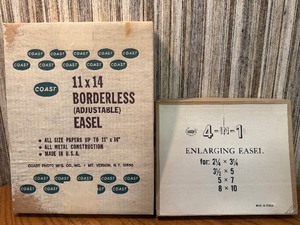 COAST
11 x 14
BORDERLESS
(ADJUSTABLE)
EASEL
• ALL SIZE PAPERS UP TO 11" x 14"
• ALL METAL CONSTRUCTION
• MADE IN U.S.A.
COAST PHOTO MFG. CO., INC. • MT. VERNON, N.Y. 10550
4-IN-1
ENLARGING EASEL
for: 2¼ x 3¼
3½ x 5
5 x 7
8 x 10